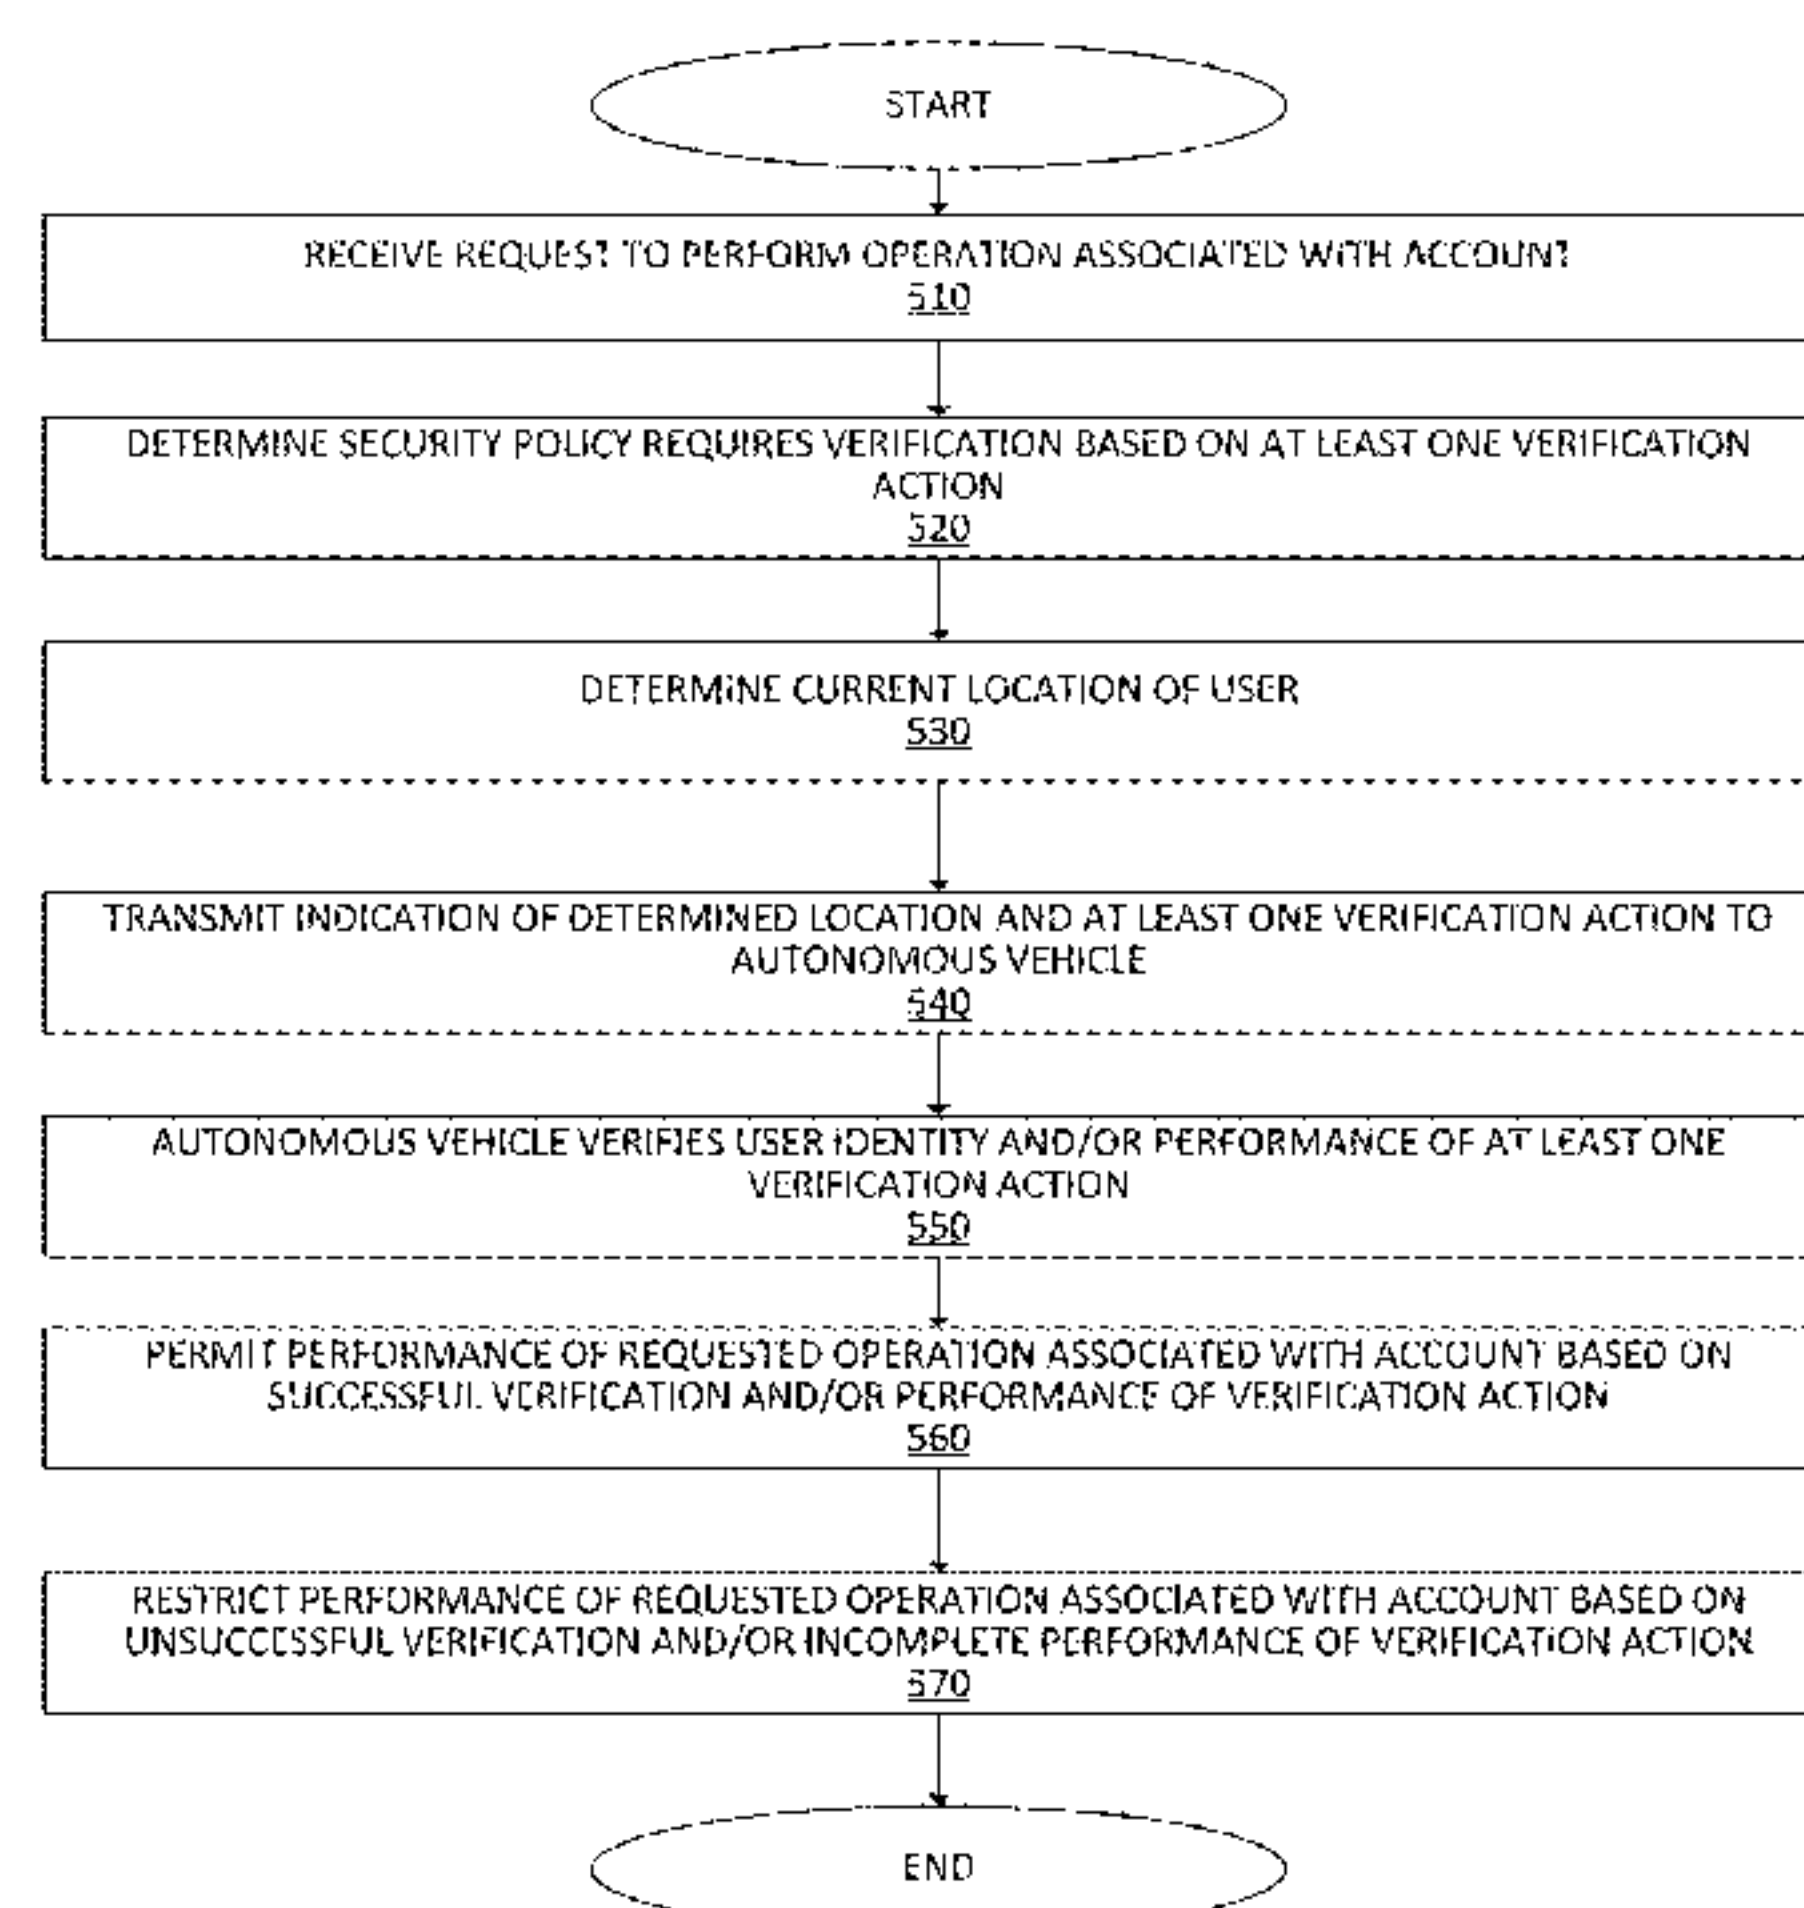 START
RECEIVE REQUEST TO PERFORM OPERATION ASSOCIATED WITH ACCOUNT
510
DETERMINE SECURITY POLICY REQUIRES VERIFICATION BASED ON AT LEAST ONE VERIFICATION
ACTION
520
DETERMINE CURRENT LOCATION OF USER
530
TRANSMIT INDICATION OF DETERMINED LOCATION AND AT LEAST ONE VERIFICATION ACTION TO
AUTONOMOUS VEHICLE
540
AUTONOMOUS VEHICLE VERIFIES USER IDENTITY AND/OR PERFORMANCE OF AT LEAST ONE
VERIFICATION ACTION
550
PERMIT PERFORMANCE OF REQUESTED OPERATION ASSOCIATED WITH ACCOUNT BASED ON
SUCCESSFUL VERIFICATION AND/OR PERFORMANCE OF VERIFICATION ACTION
560
RESTRICT PERFORMANCE OF REQUESTED OPERATION ASSOCIATED WITH ACCOUNT BASED ON
UNSUCCESSFUL VERIFICATION AND/OR INCOMPLETE PERFORMANCE OF VERIFICATION ACTION
570
END